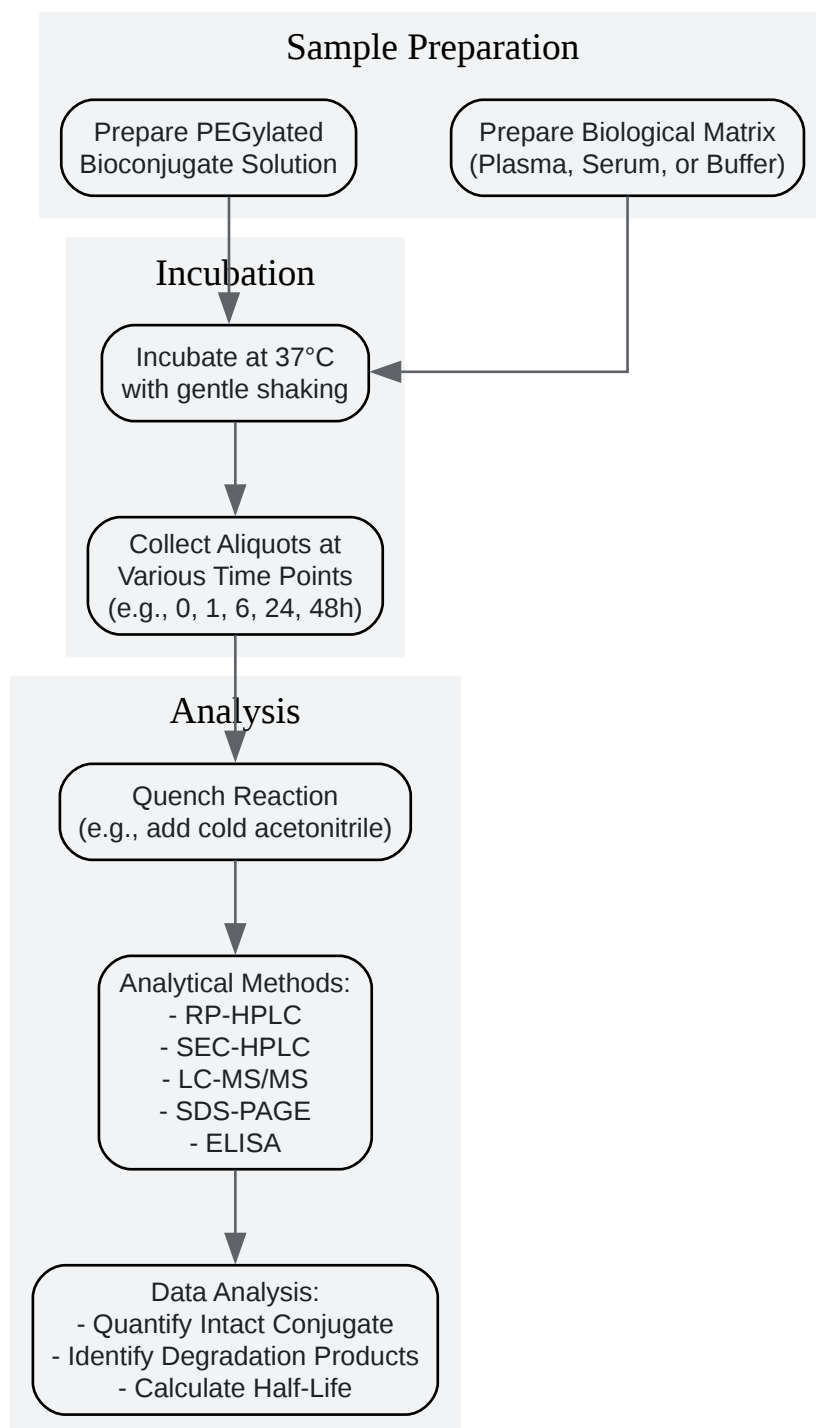 Sample Preparation
Prepare PEGylated
Bioconjugate Solution
Prepare Biological Matrix
(Plasma, Serum, or Buffer)
Incubation
Incubate at 37°C
with gentle shaking
Collect Aliquots at
Various Time Points
(e.g., 0, 1, 6, 24, 48h)
Analysis
Quench Reaction
(e.g., add cold acetonitrile)
Analytical Methods:
- RP-HPLC
- SEC-HPLC
- LC-MS/MS
- SDS-PAGE
- ELISA
Data Analysis:
- Quantify Intact Conjugate
- Identify Degradation Products
- Calculate Half-Life